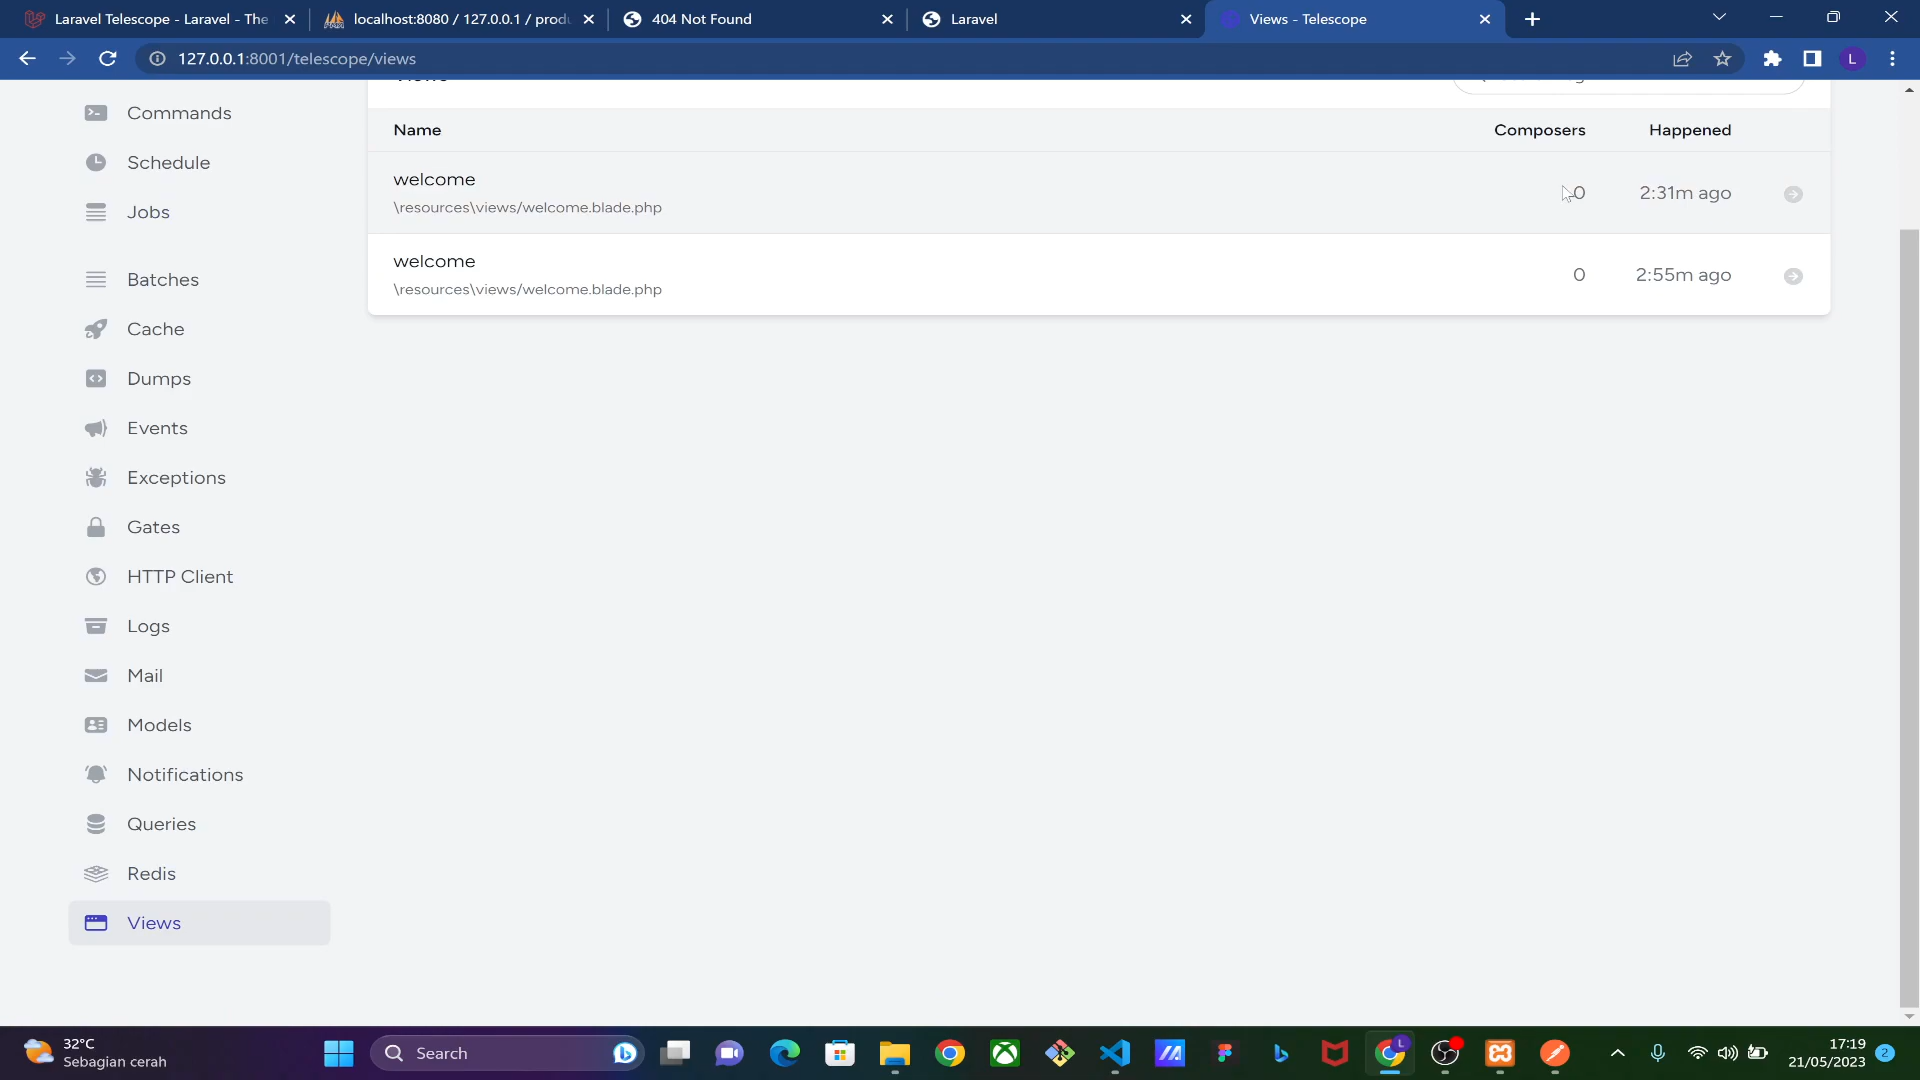 Laravel Telescope - Laravel - The
localhost:8080 / 127.0.0.1 / produ
404 Not Found
Laravel
Views - Telescope
127.0.0.1:8001/telescope/views
L
Commands
Schedule
Jobs
Batches
Cache
Dumps
Events
Exceptions
Gates
HTTP Client
Logs
Mail
Models
Notifications
Queries
Redis
Views
Name Composers Happened
welcome
\resources\views/welcome.blade.php
0 2:31m ago
welcome
\resources\views/welcome.blade.php
0 2:55m ago
32°C
Sebagian cerah
Search
L
17:19
21/05/2023
2